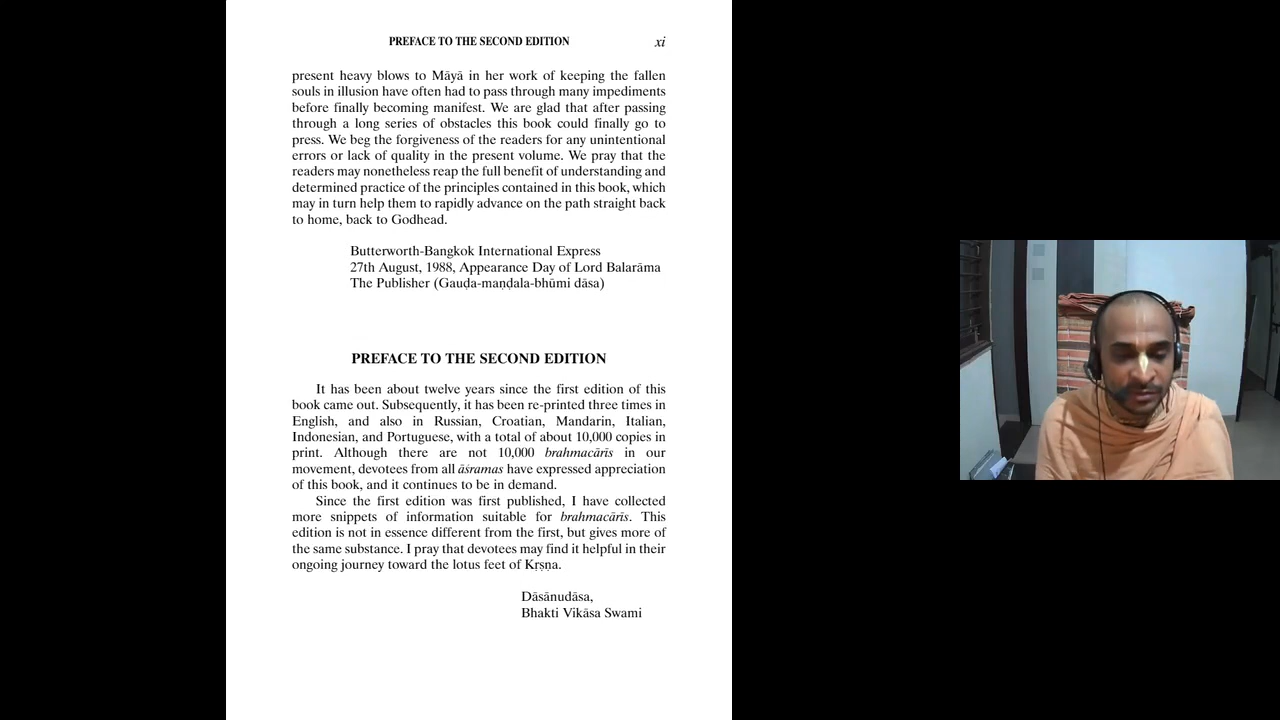 PREFACE TO THE SECOND EDITION xi
present heavy blows to Māyā in her work of keeping the fallen
souls in illusion have often had to pass through many impediments
before finally becoming manifest. We are glad that after passing
through a long series of obstacles this book could finally go to
press. We beg the forgiveness of the readers for any unintentional
errors or lack of quality in the present volume. We pray that the
readers may nonetheless reap the full benefit of understanding and
determined practice of the principles contained in this book, which
may in turn help them to rapidly advance on the path straight back
to home, back to Godhead.
Butterworth-Bangkok International Express
27th August, 1988, Appearance Day of Lord Balarāma
The Publisher (Gauḍa-maṇḍala-bhūmi dāsa)
PREFACE TO THE SECOND EDITION
It has been about twelve years since the first edition of this
book came out. Subsequently, it has been re-printed three times in
English, and also in Russian, Croatian, Mandarin, Italian,
Indonesian, and Portuguese, with a total of about 10,000 copies in
print. Although there are not 10,000 brahmacārīs in our
movement, devotees from all āśramas have expressed appreciation
of this book, and it continues to be in demand.
Since the first edition was first published, I have collected
more snippets of information suitable for brahmacārīs. This
edition is not in essence different from the first, but gives more of
the same substance. I pray that devotees may find it helpful in their
ongoing journey toward the lotus feet of Kṛṣṇa.
Dāsānudāsa,
Bhakti Vikāsa Swami